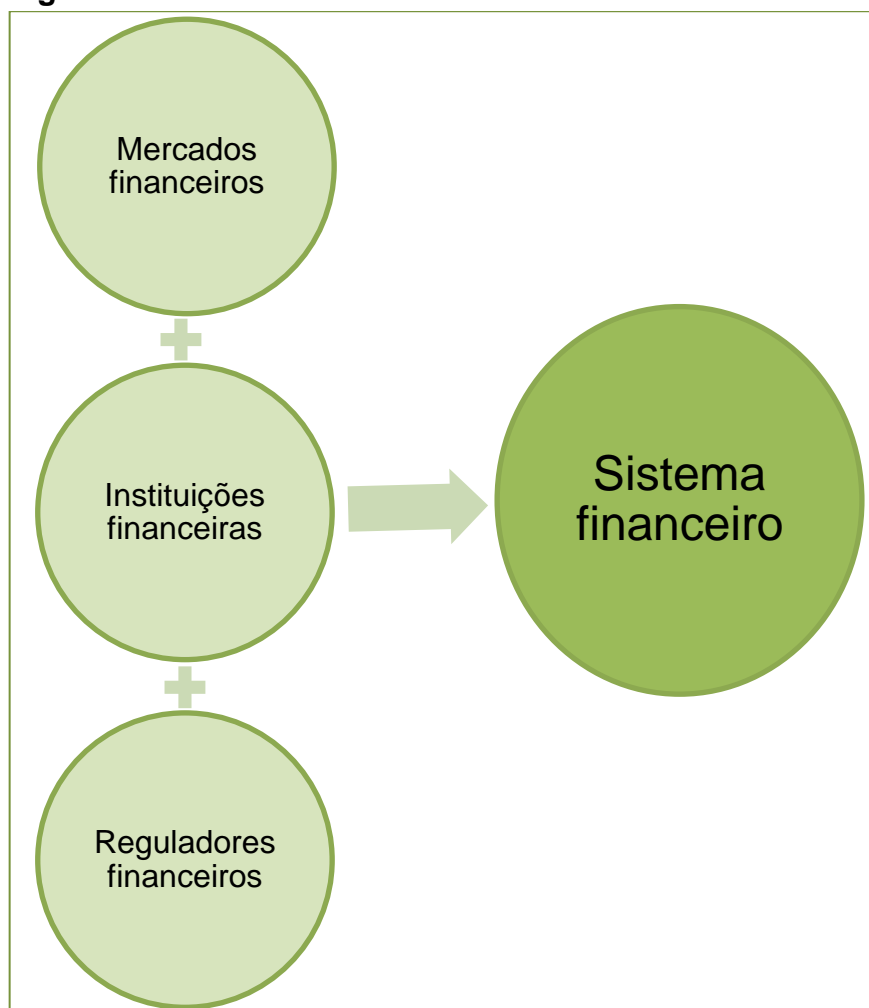 Mercados
financeiros
Instituições
financeiras
Sistema
financeiro
Reguladores
financeiros